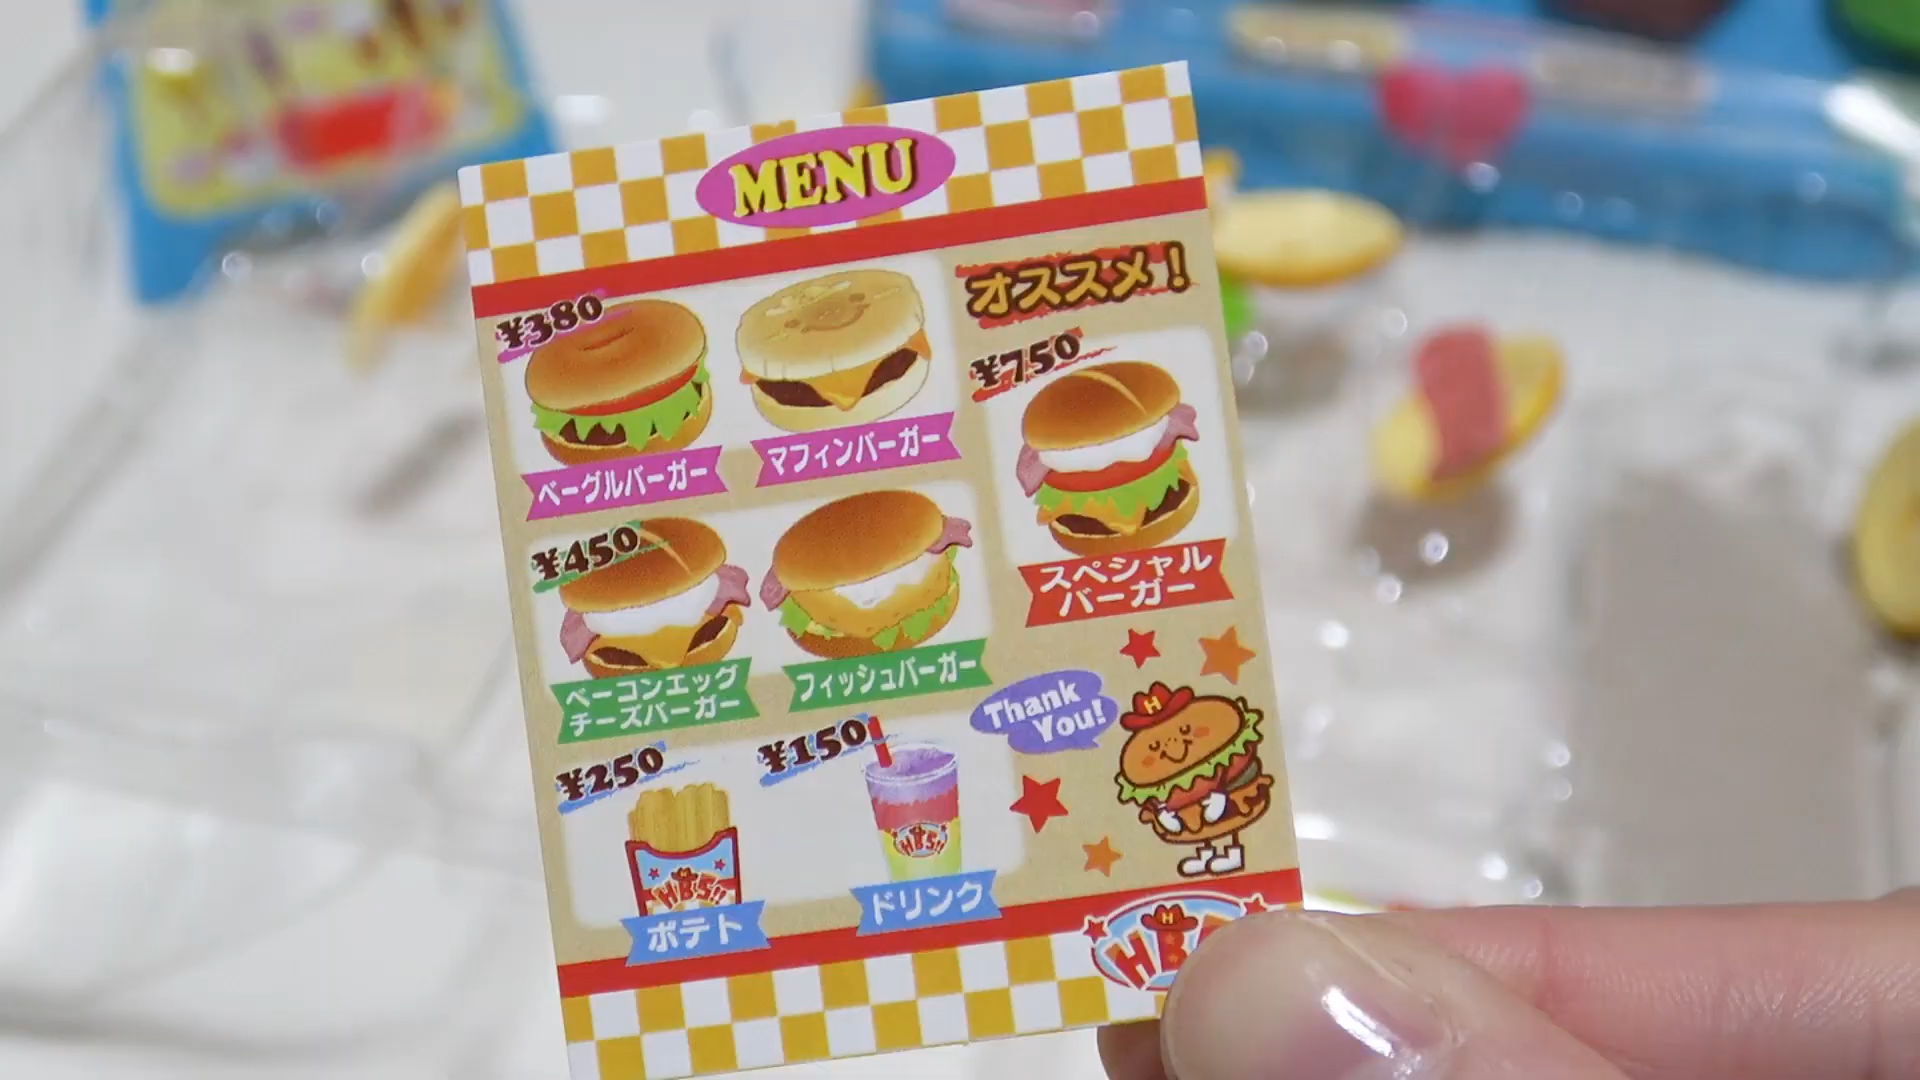 MENU
¥380
ベーグルバーガー
マフィンバーガー
オススメ!
¥750
スペシャル
バーガー
¥450
ベーコンエッグ
チーズバーガー
フィッシュバーガー
Thank
You!
H
¥250
HBS!!
ポテト
¥150
HBS!!
ドリンク
H
HB